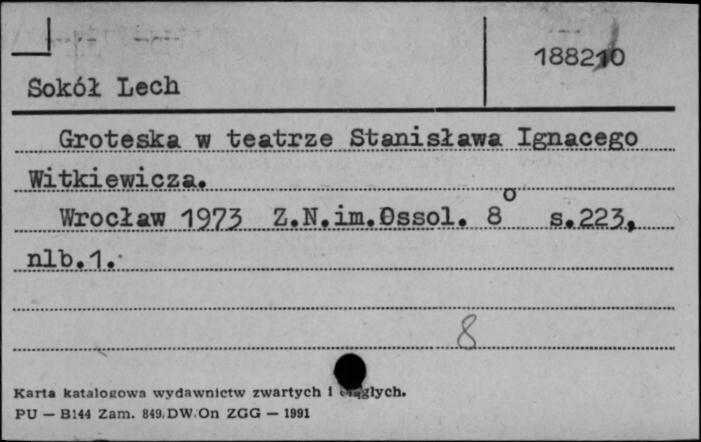 188210
Sokół Lech
Groteska w teatrze Stanisława Ignacego
Witkiewicza.
Wrocław 1973 Z.N.im.Ossol. 8° s.223,
nlb.1.
8
Karta katalogowa wydawnictw zwartych i ciągłych.
PU — B144 Zam. 849/DW/On ZGG — 1991